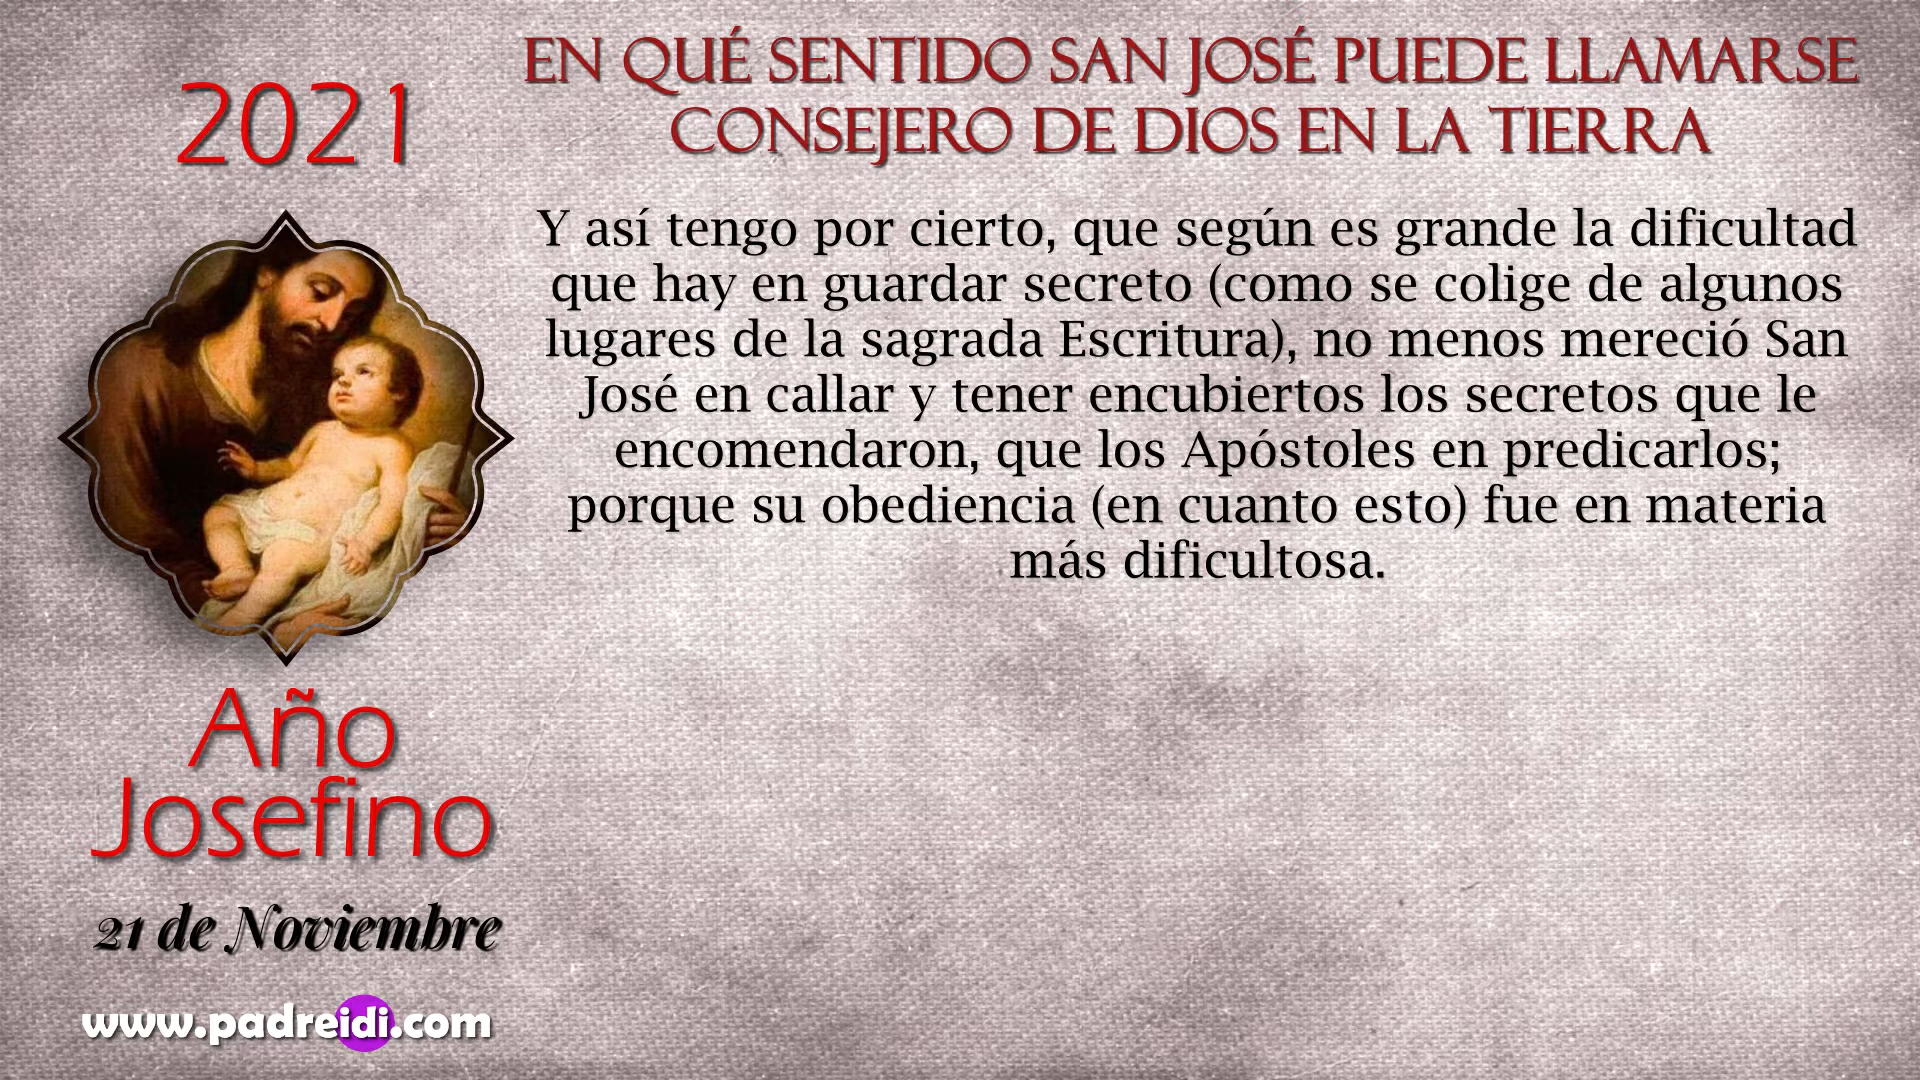 2021
EN QUÉ SENTIDO SAN JOSÉ PUEDE LLAMARSE
CONSEJERO DE DIOS EN LA TIERRA
Y así tengo por cierto, que según es grande la dificultad
que hay en guardar secreto (como se colige de algunos
lugares de la sagrada Escritura), no menos mereció San
José en callar y tener encubiertos los secretos que le
encomendaron, que los Apóstoles en predicarlos;
porque su obediencia (en cuanto esto) fue en materia
más dificultosa.
Año
Josefino
21 de Noviembre
www.padreidi.com